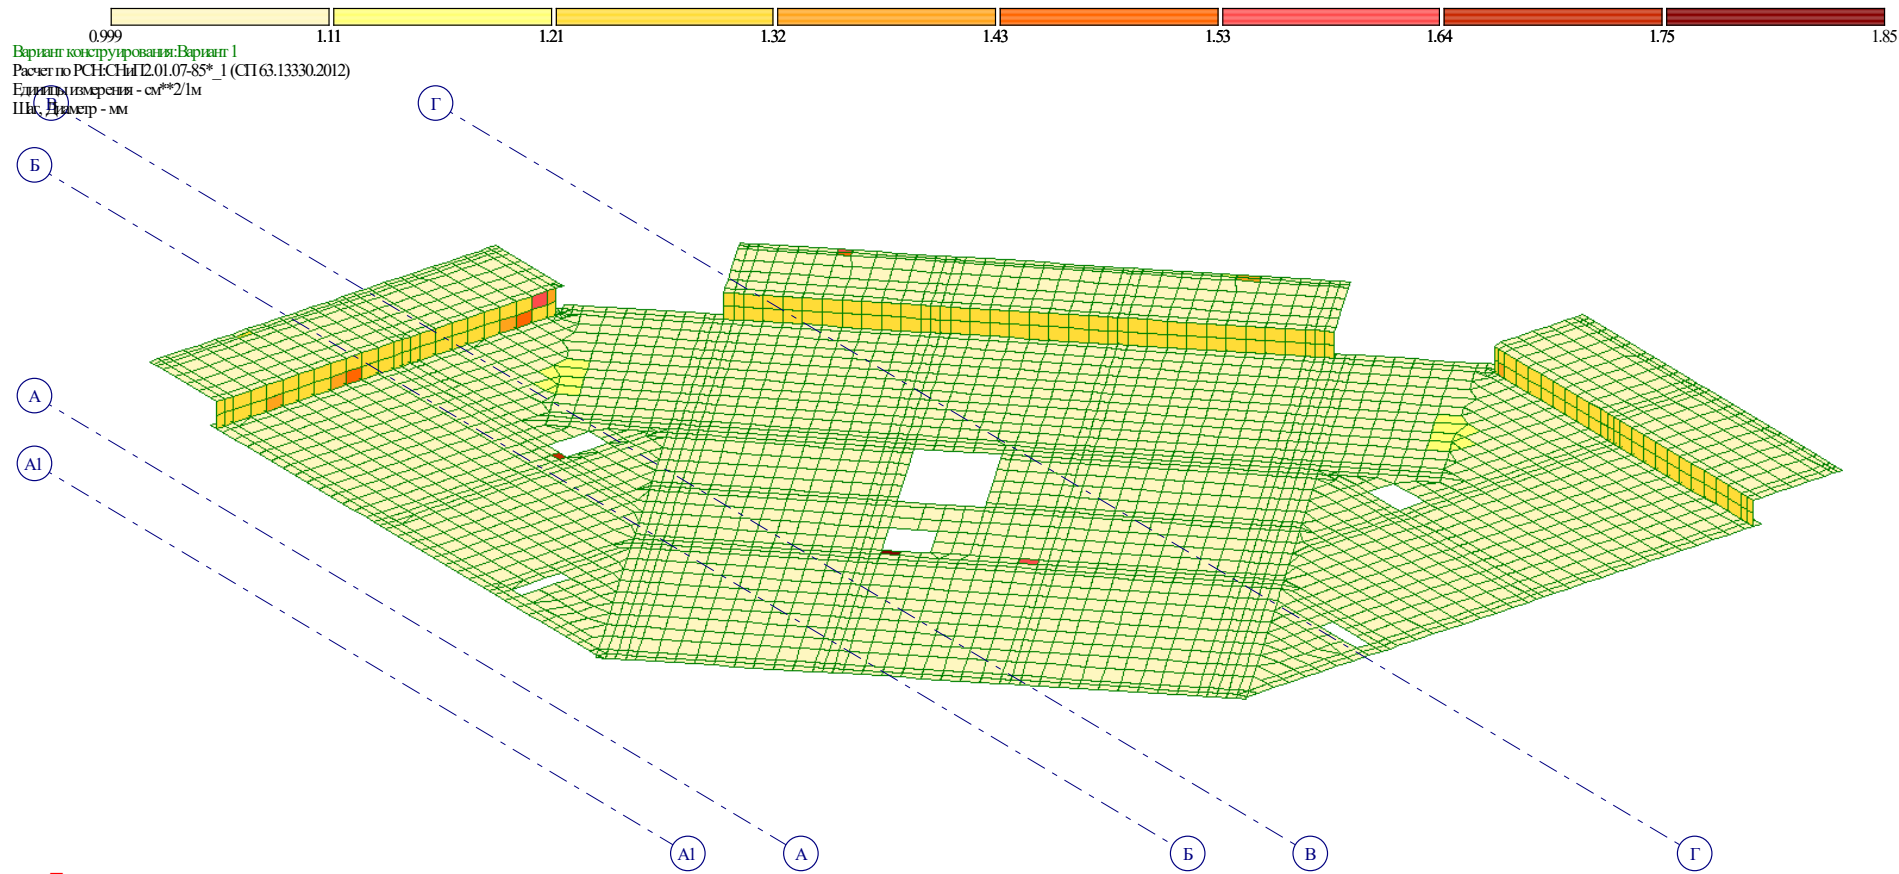 0.999 1.11 1.21 1.32 1.43 1.53 1.64 1.75 1.85
Вариант конструирования:Вариант 1
Расчет по РСН:СНиП2.01.07-85*_1 (СП 63.13330.2012)
Единицы измерения - см**2/1м
Шаг, Диаметр - мм
В Г
Б
А
А1
А1 А Б В Г